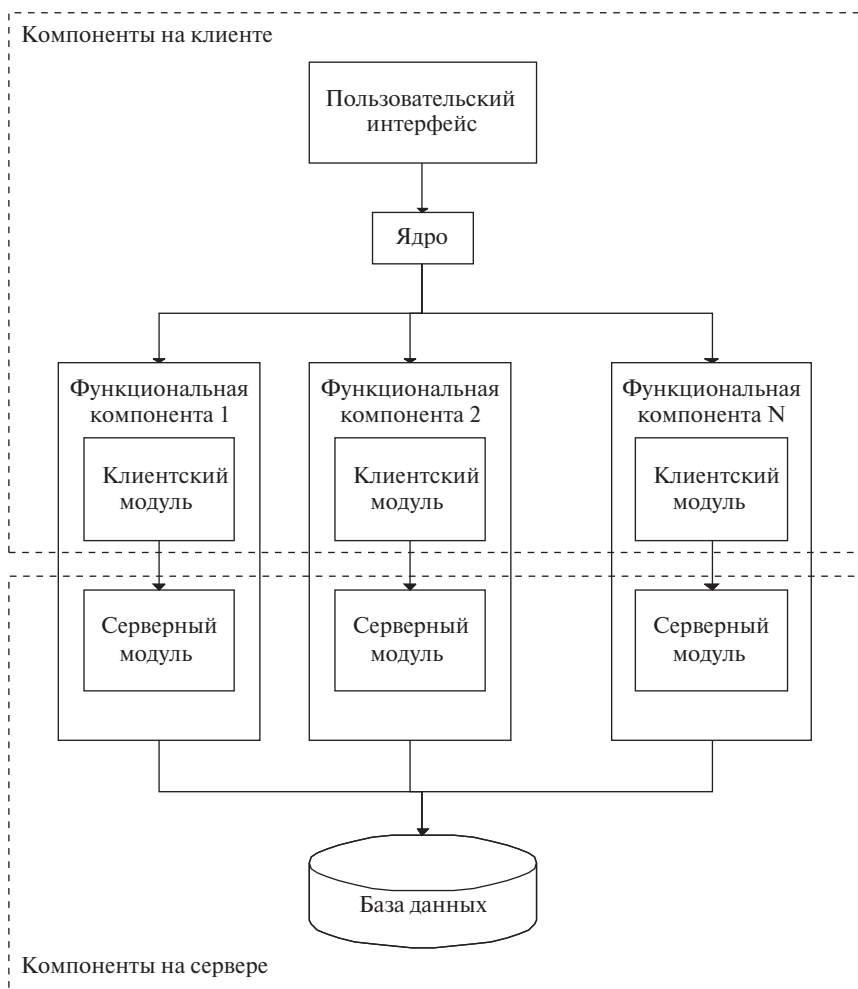 Компоненты на клиенте
Пользовательский
интерфейс
Ядро
Функциональная
компонента 1
Клиентский
модуль
Серверный
модуль
Функциональная
компонента 2
Клиентский
модуль
Серверный
модуль
Функциональная
компонента N
Клиентский
модуль
Серверный
модуль
База данных
Компоненты на сервере